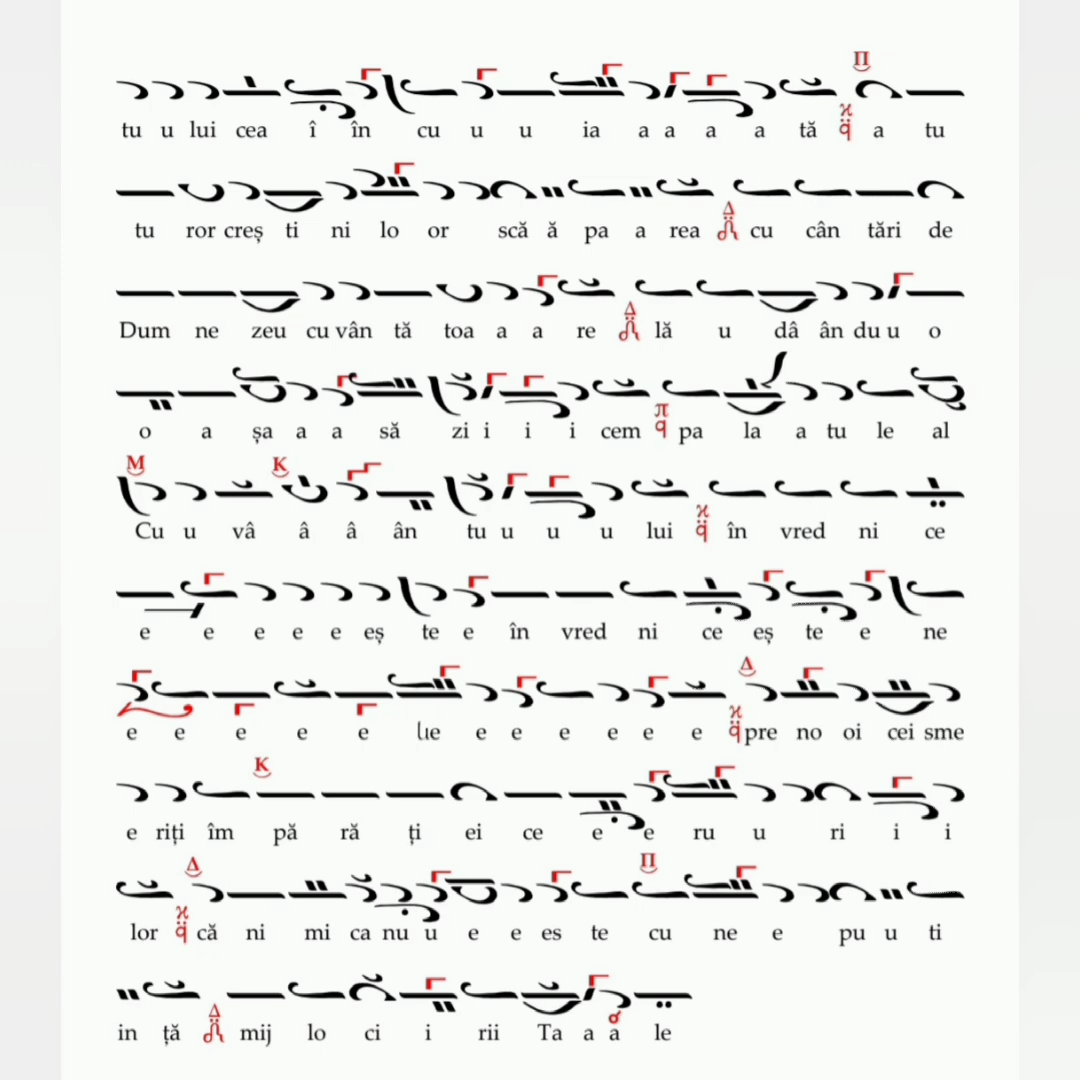 tu u lui cea î în cu u u ia a a a a tă a tu
tu ror creș ti ni lo or scă ă pa a rea cu cân tări de
Dum ne zeu cu vân tă toa a a re lă u dâ ân du u o
o a șa a a să zi i i i cem pa la a tu le al
Cu u vâ â â ân tu u u u lui în vred ni ce
e e e e e eș te e în vred ni ce eș te e ne
e e e e e e e e e e e pre no oi cei sme
e riți îm pă ră ți ei ce e e ru u ri i i
lor că ni mi ca nu u e e es te cu ne e pu u ti
in ță mij lo ci i rii Ta a a le